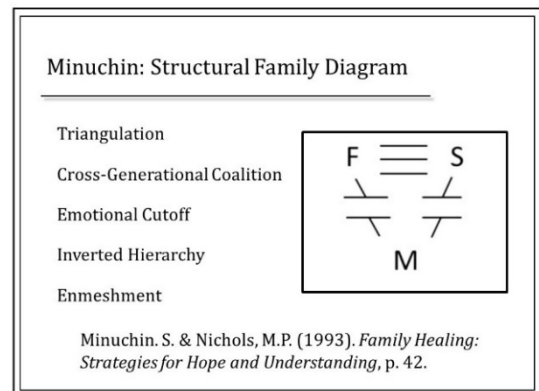 Minuchin: Structural Family Diagram
Triangulation
Cross-Generational Coalition
Emotional Cutoff
Inverted Hierarchy
Enmeshment
F S
M
Minuchin. S. & Nichols, M.P. (1993). Family Healing:
Strategies for Hope and Understanding, p. 42.